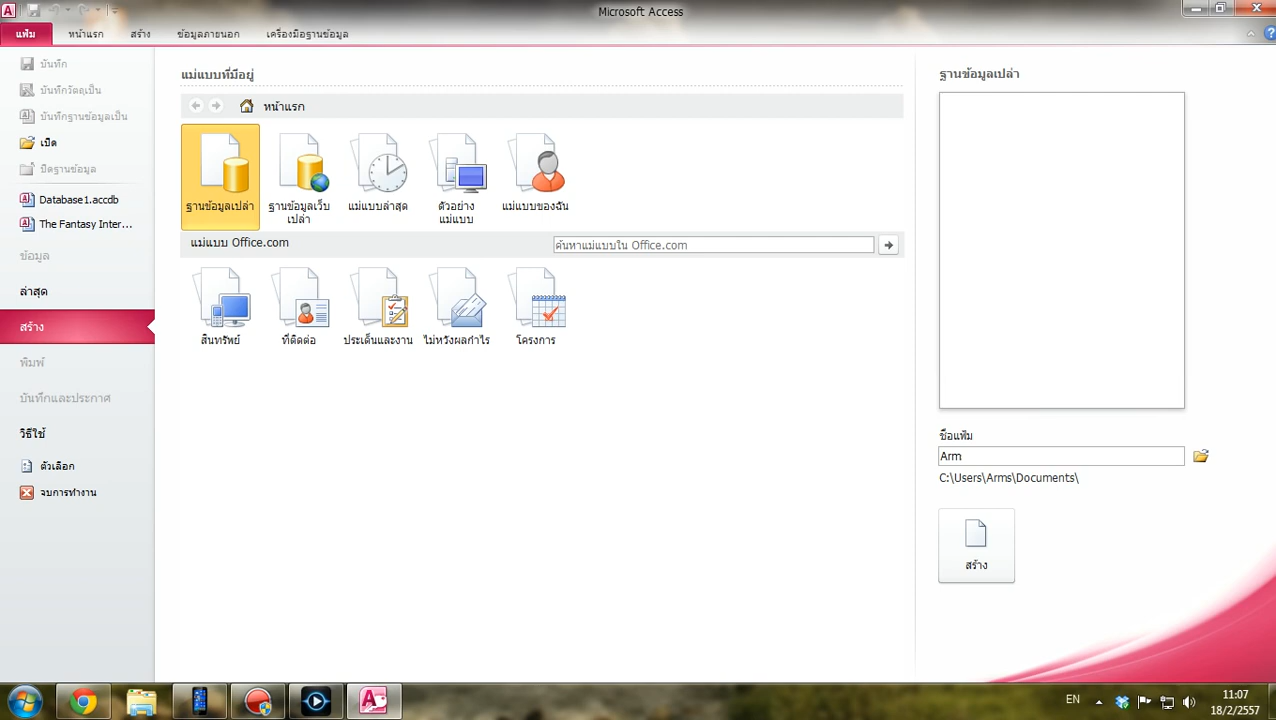 Microsoft Access
แฟ้ม หน้าแรก สร้าง ข้อมูลภายนอก เครื่องมือฐานข้อมูล
บันทึก
บันทึกวัตถุเป็น
บันทึกฐานข้อมูลเป็น
เปิด
ปิดฐานข้อมูล
Database1.accdb
The Fantasy Inter...
ข้อมูล
ล่าสุด
สร้าง
พิมพ์
บันทึกและประกาศ
วิธีใช้
ตัวเลือก
จบการทำงาน
แม่แบบที่มีอยู่
หน้าแรก
ฐานข้อมูลเปล่า
ฐานข้อมูลเว็บ
เปล่า
แม่แบบล่าสุด
ตัวอย่าง
แม่แบบ
แม่แบบของฉัน
แม่แบบ Office.com
ค้นหาแม่แบบใน Office.com
สินทรัพย์
ที่ติดต่อ
ประเด็นและงาน
ไม่หวังผลกำไร
โครงการ
ฐานข้อมูลเปล่า
ชื่อแฟ้ม
Arm
C:\Users\Arms\Documents\
สร้าง
EN
11:07
18/2/2557